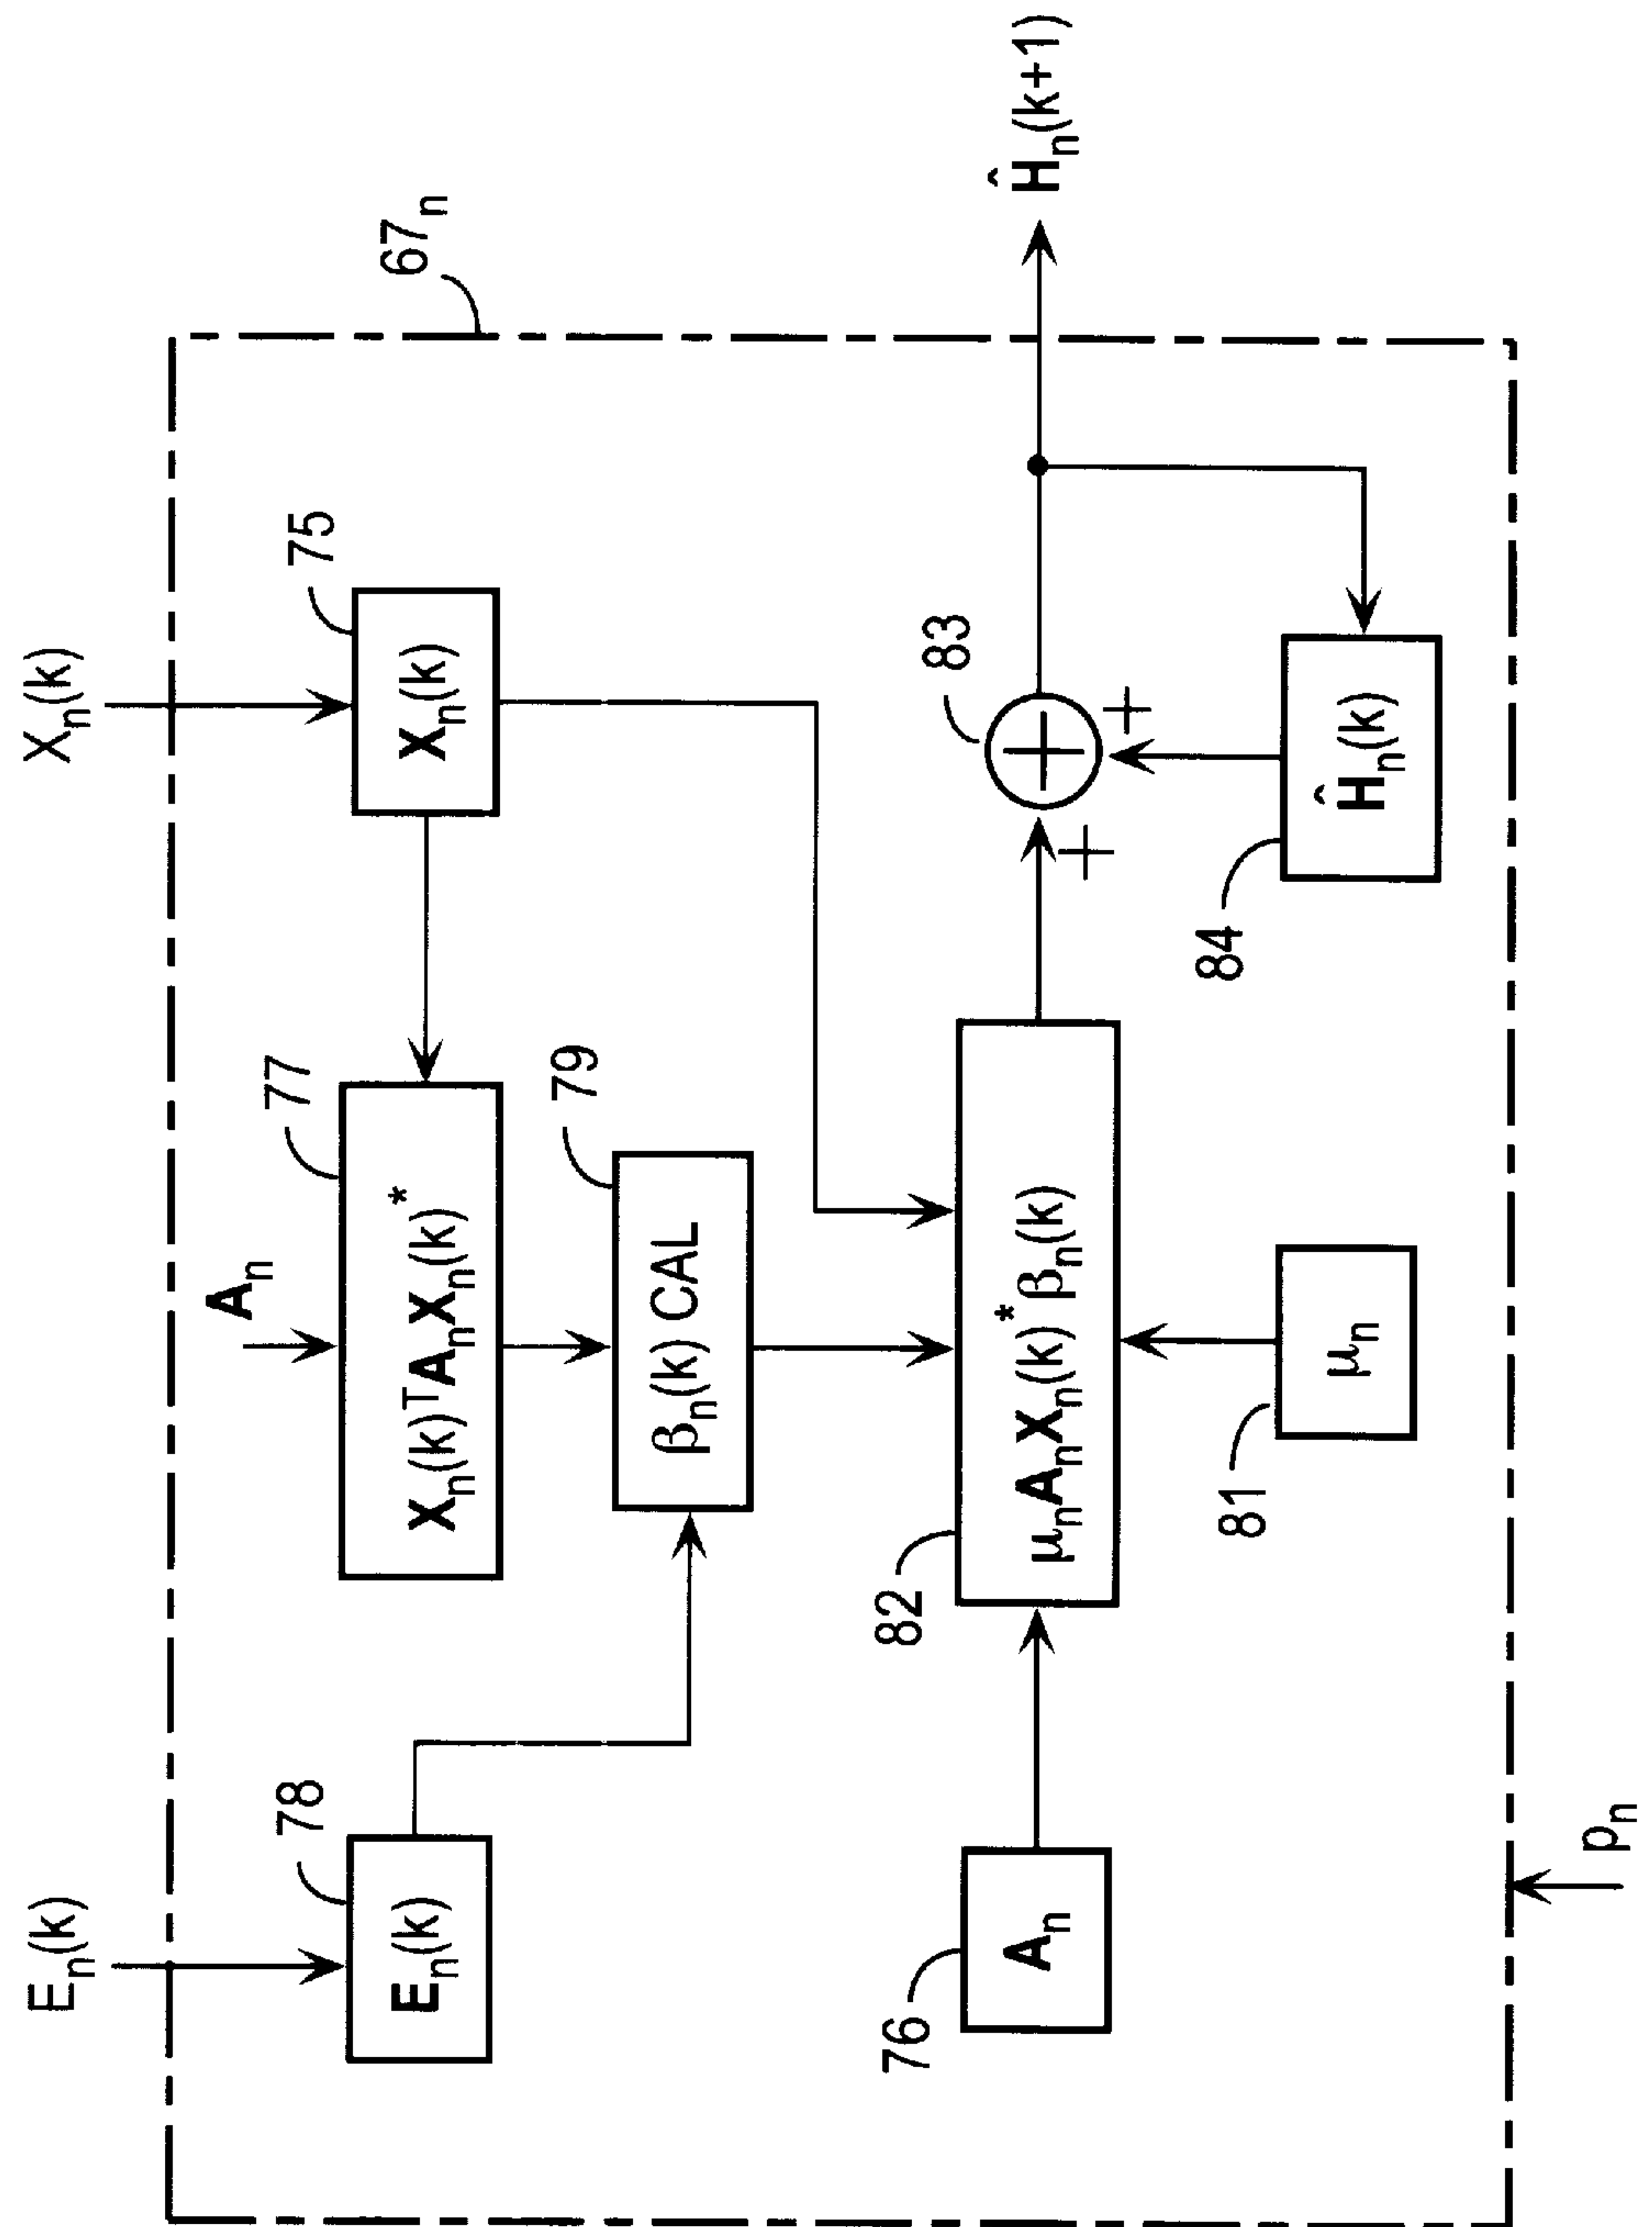 Eₙ(k)
Xₙ(k)
67ₙ
78
Eₙ(k)
Aₙ
77
Xₙ(k)ᵀAₙXₙ(k)*
75
Xₙ(k)
79
βₙ(k) CAL
76
Aₙ
82
μₙAₙXₙ(k)*βₙ(k)
83
+
+
+
Ĥₙ(k+1)
81
μₙ
84
Ĥₙ(k)
pₙ